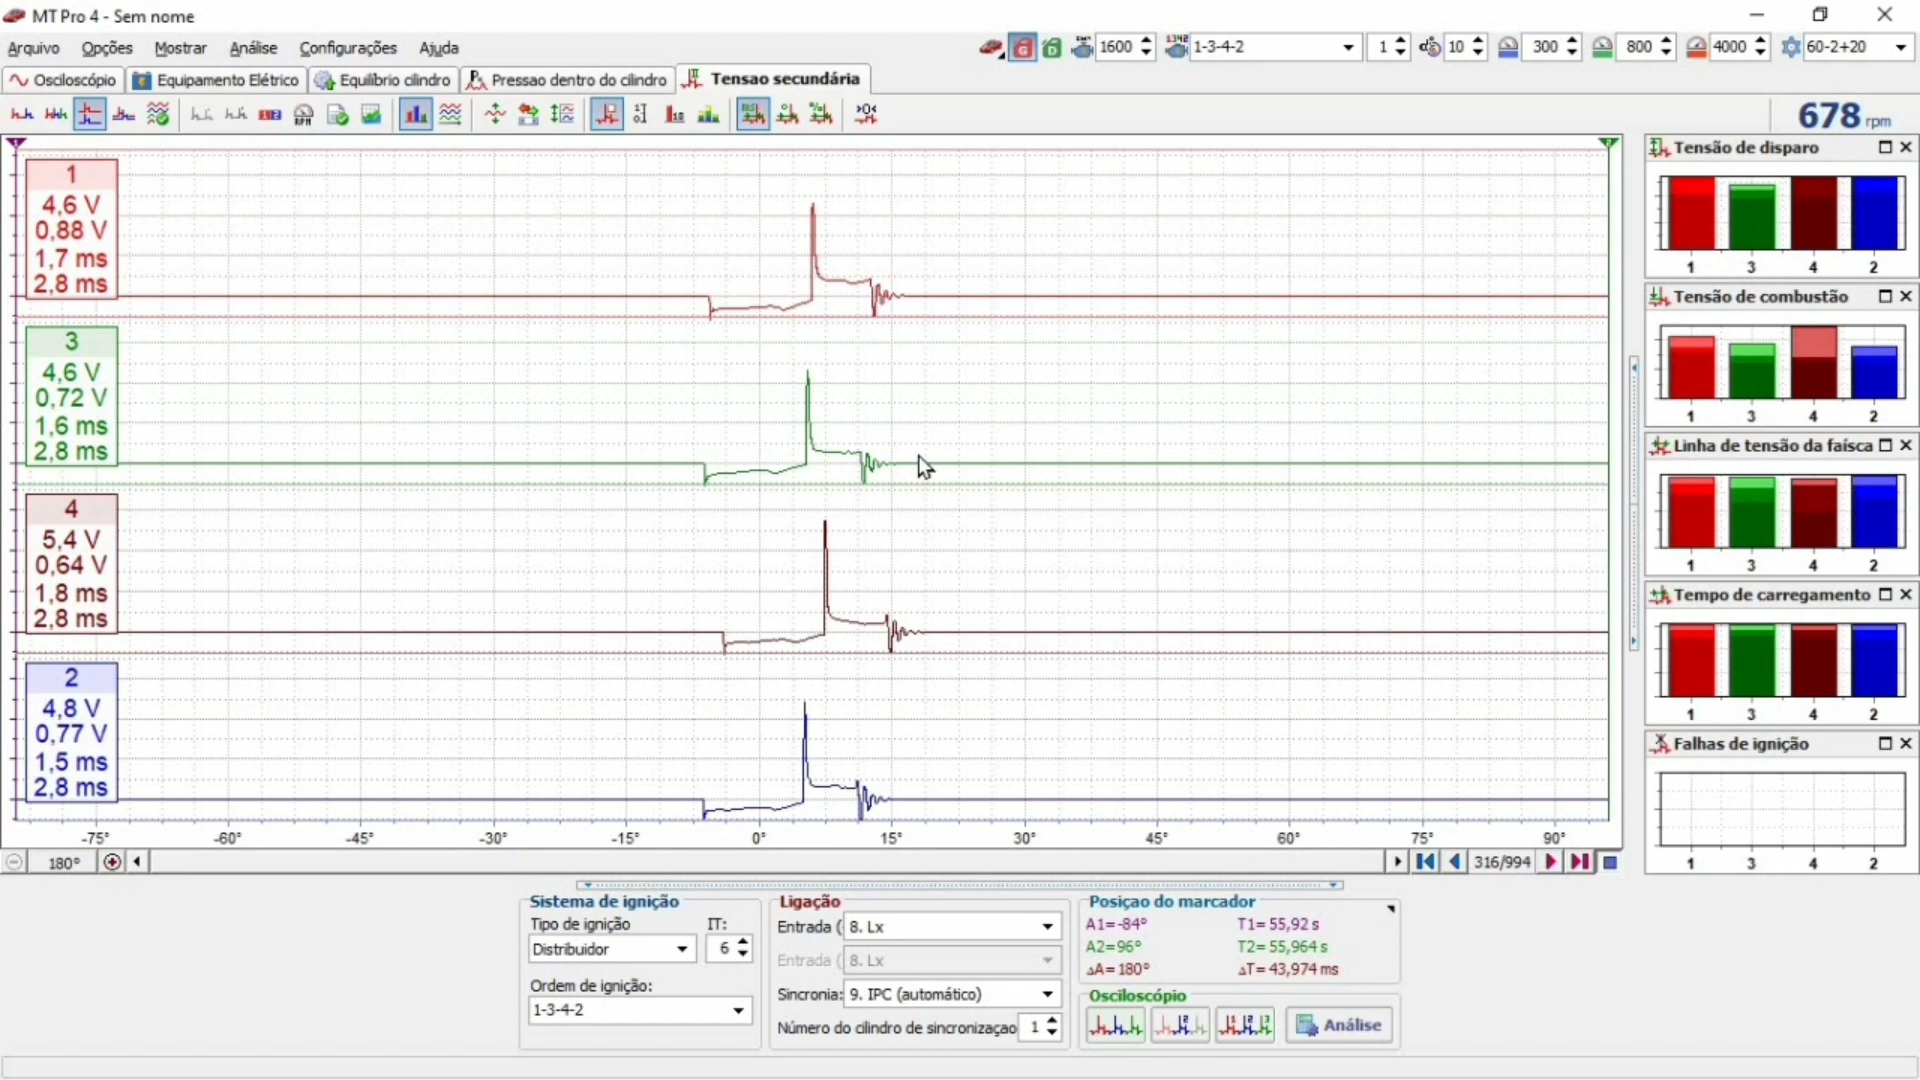 MT Pro 4 - Sem nome
Arquivo Opções Mostrar Análise Configurações Ajuda
1600 1-3-4-2 1 10 300 800 4000 60-2+20
Osciloscópio Equipamento Elétrico Equilíbrio cilindro Pressao dentro do cilindro Tensao secundária
678 rpm
1
4,6 V
0,88 V
1,7 ms
2,8 ms
3
4,6 V
0,72 V
1,6 ms
2,8 ms
4
5,4 V
0,64 V
1,8 ms
2,8 ms
2
4,8 V
0,77 V
1,5 ms
2,8 ms
-75° -60° -45° -30° -15° 0° 15° 30° 45° 60° 75° 90°
180° 316/994
Tensão de disparo
1 3 4 2
Tensão de combustão
1 3 4 2
Linha de tensão da faísca
1 3 4 2
Tempo de carregamento
1 3 4 2
Falhas de ignição
1 3 4 2
Sistema de ignição
Tipo de ignição IT:
Distribuidor 6
Ordem de ignição:
1-3-4-2
Ligação
Entrada ( 8. Lx
Entrada ( 8. Lx
Sincronia: 9. IPC (automático)
Número do cilindro de sincronizaçao 1
Posiçao do marcador
A1=-84° T1=55,92 s
A2=96° T2=55,964 s
ΔA=180° ΔT=43,974 ms
Osciloscópio
Análise